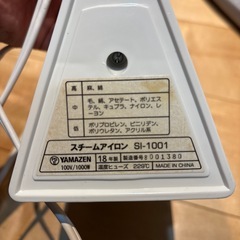 高 麻、綿
中 毛、絹、アセテート、ポリエス
テル、キュプラ、ナイロン、レ
ーヨン
低 ポリプロピレン、ビニリデン、
ポリウレタン、アクリル系
スチームアイロン SI-1001
YAMAZEN 18年製 製造番号 001380
100V/1000W 温度ヒューズ 229℃ MADE IN CHINA